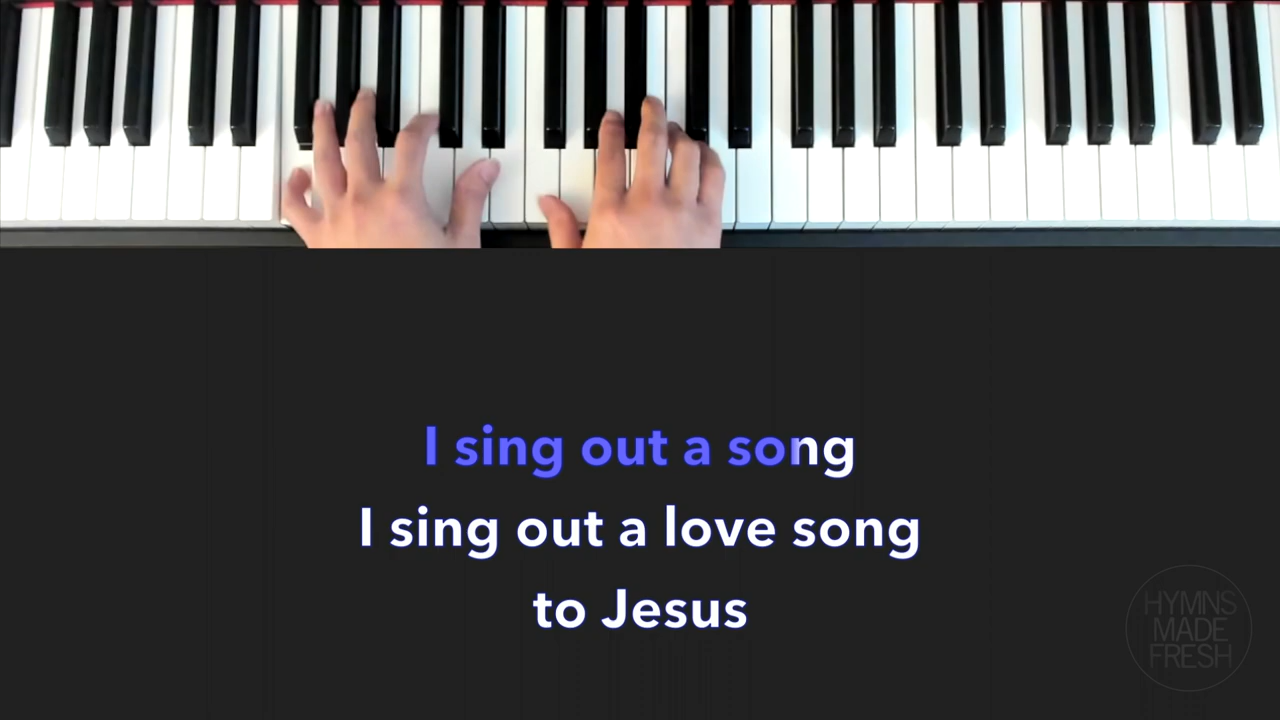 I sing out a song
I sing out a love song
to Jesus
HYMNS
MADE
FRESH